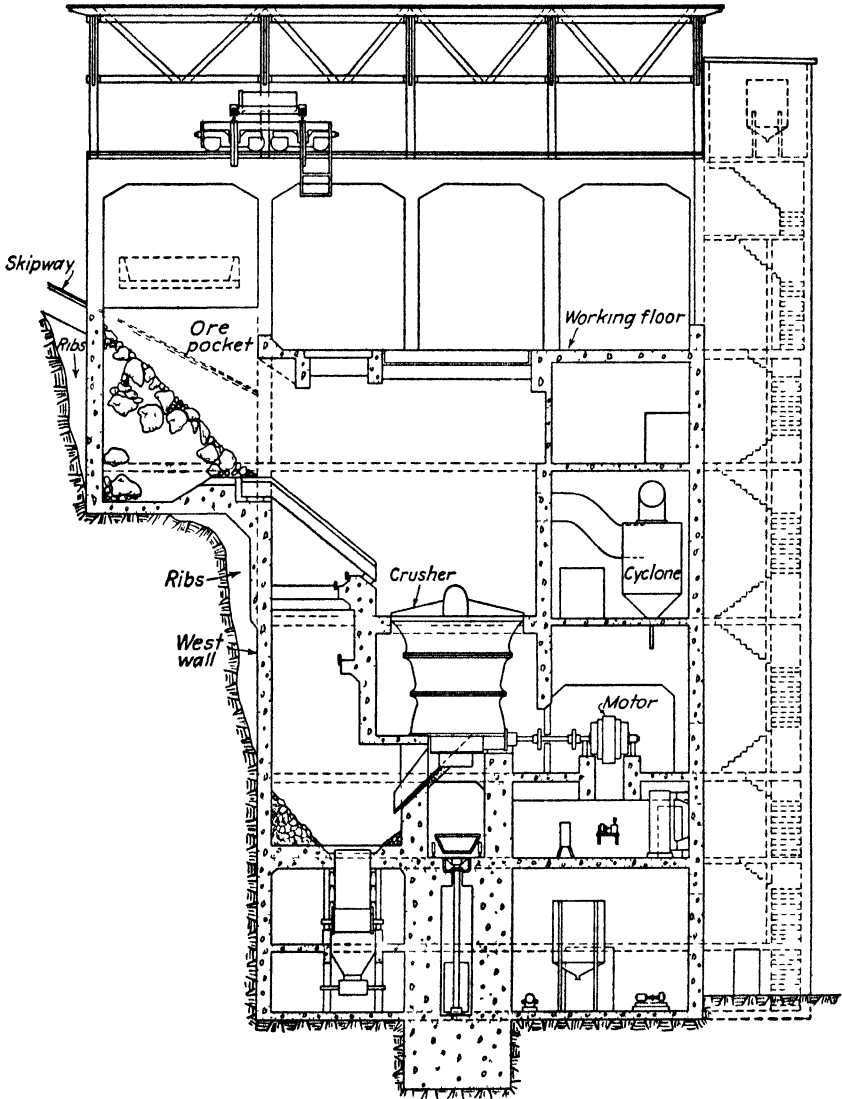 Skipway
Ribs
Ore
pocket
Working floor
Crusher
Cyclone
Ribs
West
wall
Motor